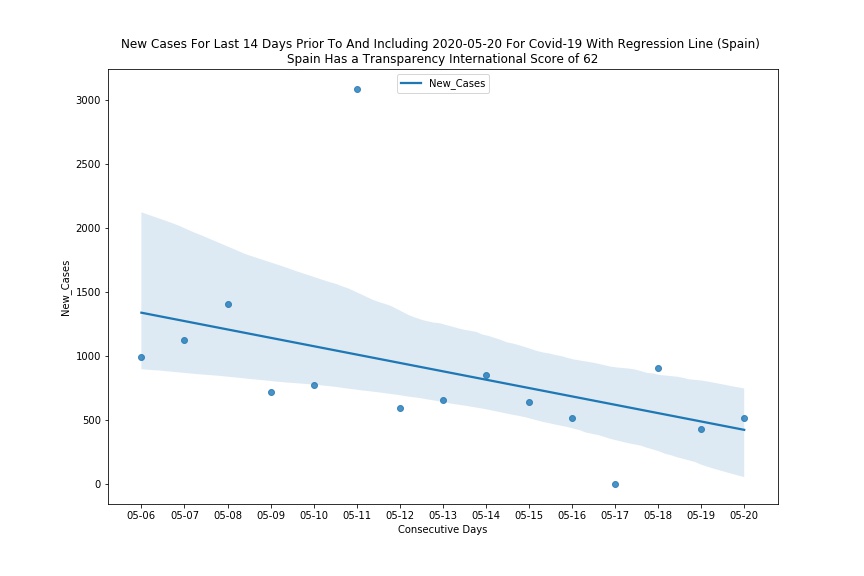 New Cases For Last 14 Days Prior To And Including 2020-05-20 For Covid-19 With Regression Line (Spain)
Spain Has a Transparency International Score of 62
New_Cases
3000
2500
2000
1500
1000
500
0
New_Cases
05-06 05-07 05-08 05-09 05-10 05-11 05-12 05-13 05-14 05-15 05-16 05-17 05-18 05-19 05-20
Consecutive Days